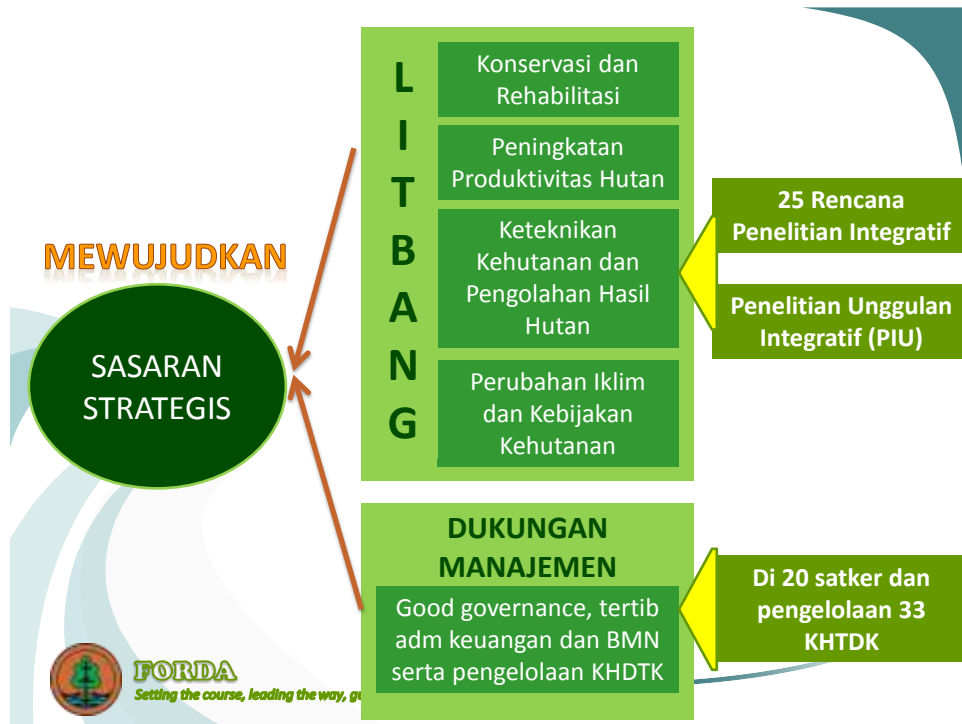 MEWUJUDKAN
SASARAN
STRATEGIS
L
I
T
B
A
N
G
Konservasi dan
Rehabilitasi
Peningkatan
Produktivitas Hutan
Keteknikan
Kehutanan dan
Pengolahan Hasil
Hutan
Perubahan Iklim
dan Kebijakan
Kehutanan
25 Rencana
Penelitian Integratif
Penelitian Unggulan
Integratif (PIU)
DUKUNGAN
MANAJEMEN
Good governance, tertib
adm keuangan dan BMN
serta pengelolaan KHDTK
Di 20 satker dan
pengelolaan 33
KHTDK
FORDA
Setting the course, leading the way,